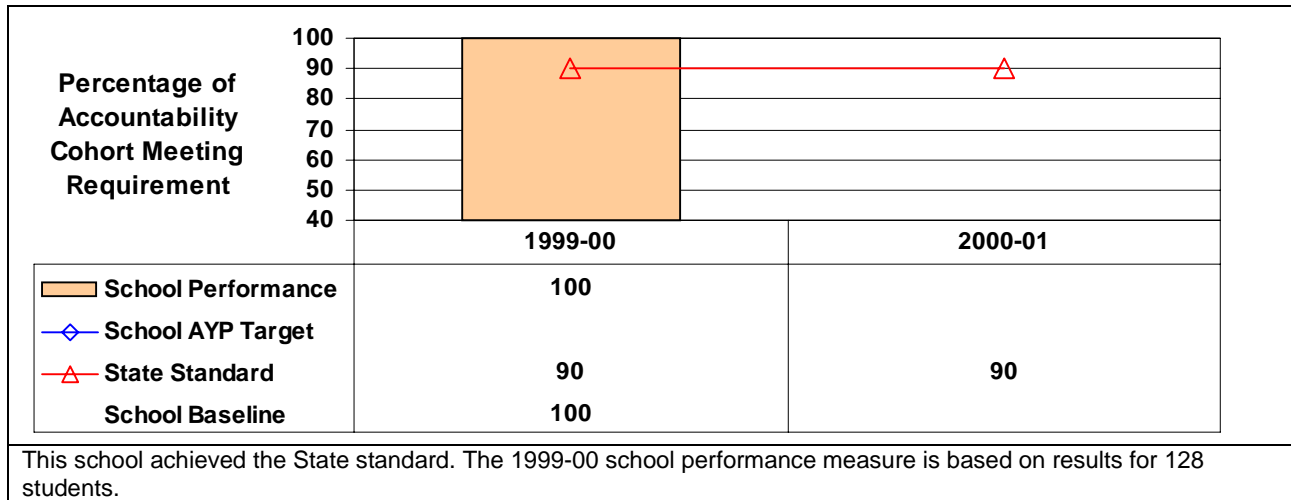 Percentage of
Accountability
Cohort Meeting
Requirement
100
90
80
70
60
50
40
1999-00 2000-01
School Performance 100
School AYP Target
State Standard 90 90
School Baseline 100
This school achieved the State standard. The 1999-00 school performance measure is based on results for 128
students.